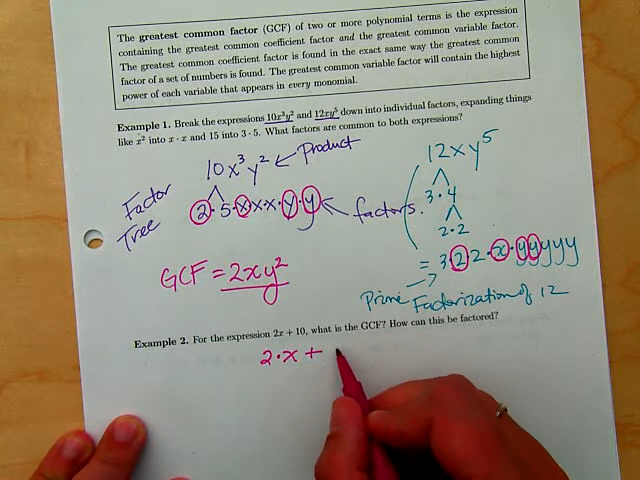 The greatest common factor (GCF) of two or more polynomial terms is the expression
containing the greatest common coefficient factor and the greatest common variable factor.
The greatest common coefficient factor is found in the exact same way the greatest common
factor of a set of numbers is found. The greatest common variable factor will contain the highest
power of each variable that appears in every monomial.
Example 1. Break the expressions 10x³y² and 12xy⁵ down into individual factors, expanding things
like x² into x · x and 15 into 3 · 5. What factors are common to both expressions?
10x³y² ← Product
Factor
Tree
2·5·x·x·x·y·y ← factors.
12xy⁵
3·4
2·2
= 3·2·2·x·yyyyy
Prime Factorization of 12
GCF = 2xy²
Example 2. For the expression 2x + 10, what is the GCF? How can this be factored?
2·x +